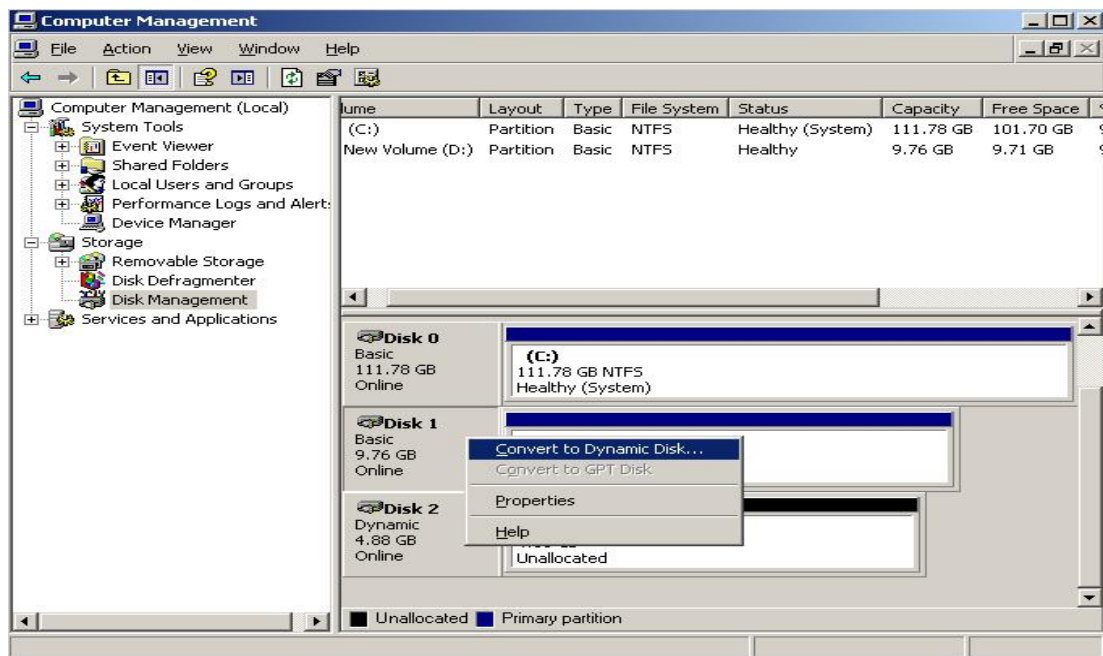 Computer Management
File Action View Window Help
Computer Management (Local)
System Tools
Event Viewer
Shared Folders
Local Users and Groups
Performance Logs and Alert
Device Manager
Storage
Removable Storage
Disk Defragmenter
Disk Management
Services and Applications
lume Layout Type File System Status Capacity Free Space
(C:) Partition Basic NTFS Healthy (System) 111.78 GB 101.70 GB
New Volume (D:) Partition Basic NTFS Healthy 9.76 GB 9.71 GB
Disk 0
Basic
111.78 GB
Online
(C:)
111.78 GB NTFS
Healthy (System)
Disk 1
Basic
9.76 GB
Online
Convert to Dynamic Disk...
Convert to GPT Disk
Properties
Help
Disk 2
Dynamic
4.88 GB
Online
Unallocated
Unallocated Primary partition